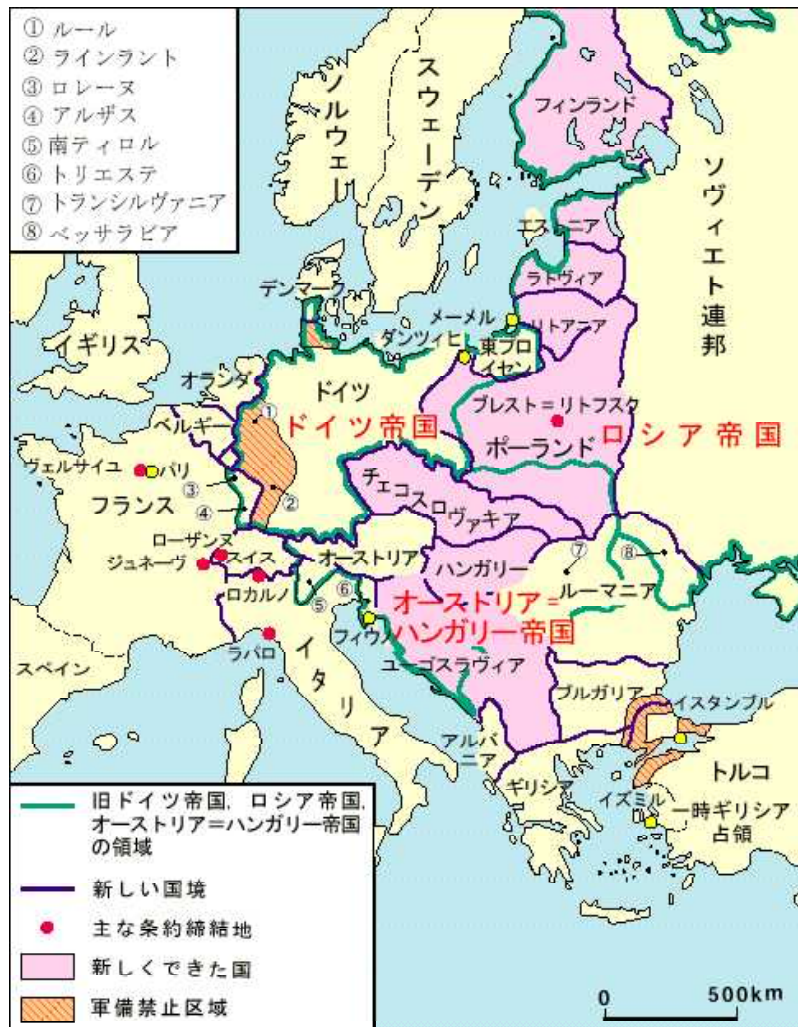 ① ルール
② ラインラント
③ ロレーヌ
④ アルザス
⑤ 南ティロル
⑥ トリエステ
⑦ トランシルヴァニア
⑧ ベッサラビア
ノルウェー
スウェーデン
フィンランド
ソヴィエト連邦
エストニア
ラトヴィア
デンマーク
メーメル
リトアニア
ダンツィヒ
東プロ
イセン
イギリス
オランダ
ドイツ
①
ベルギー
ドイツ帝国
ブレスト=リトフスク
ポーランド
ロシア帝国
ヴェルサイユ
パリ
③
②
フランス
④
チェコスロヴァキア
ローザンヌ
スイス
ジュネーヴ
オーストリア
ハンガリー
⑦
⑧
ロカルノ
⑤
⑥
ルーマニア
オーストリア=
ハンガリー帝国
フィウメ
ラパロ
スペイン
イタリア
ユーゴスラヴィア
ブルガリア
イスタンブル
アルバ
ニア
ギリシア
トルコ
イズミル
一時ギリシア
占領
旧ドイツ帝国, ロシア帝国,
オーストリア=ハンガリー帝国
の領域
新しい国境
主な条約締結地
新しくできた国
軍備禁止区域
0 500km